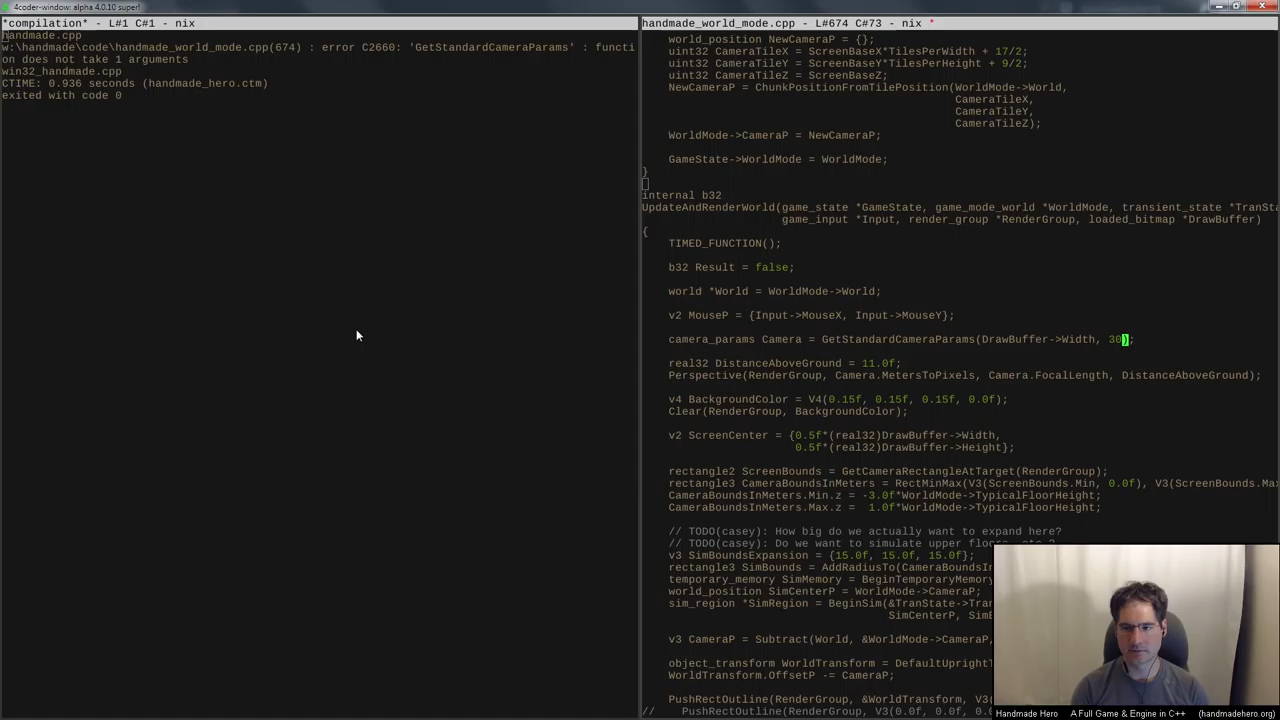 4coder-window: alpha 4.0.10 super!
*compilation* - L#1 C#1 - nix
handmade.cpp
w:\handmade\code\handmade_world_mode.cpp(674) : error C2660: 'GetStandardCameraParams' : functi
on does not take 1 arguments
win32_handmade.cpp
CTIME: 0.936 seconds (handmade_hero.ctm)
exited with code 0
handmade_world_mode.cpp - L#674 C#73 - nix *
world_position NewCameraP = {};
uint32 CameraTileX = ScreenBaseX*TilesPerWidth + 17/2;
uint32 CameraTileY = ScreenBaseY*TilesPerHeight + 9/2;
uint32 CameraTileZ = ScreenBaseZ;
NewCameraP = ChunkPositionFromTilePosition(WorldMode->World,
CameraTileX,
CameraTileY,
CameraTileZ);
WorldMode->CameraP = NewCameraP;
GameState->WorldMode = WorldMode;
}
internal b32
UpdateAndRenderWorld(game_state *GameState, game_mode_world *WorldMode, transient_state *TranSta
game_input *Input, render_group *RenderGroup, loaded_bitmap *DrawBuffer)
{
TIMED_FUNCTION();
b32 Result = false;
world *World = WorldMode->World;
v2 MouseP = {Input->MouseX, Input->MouseY};
camera_params Camera = GetStandardCameraParams(DrawBuffer->Width, 30);
real32 DistanceAboveGround = 11.0f;
Perspective(RenderGroup, Camera.MetersToPixels, Camera.FocalLength, DistanceAboveGround);
v4 BackgroundColor = V4(0.15f, 0.15f, 0.15f, 0.0f);
Clear(RenderGroup, BackgroundColor);
v2 ScreenCenter = {0.5f*(real32)DrawBuffer->Width,
0.5f*(real32)DrawBuffer->Height};
rectangle2 ScreenBounds = GetCameraRectangleAtTarget(RenderGroup);
rectangle3 CameraBoundsInMeters = RectMinMax(V3(ScreenBounds.Min, 0.0f), V3(ScreenBounds.Max
CameraBoundsInMeters.Min.z = -3.0f*WorldMode->TypicalFloorHeight;
CameraBoundsInMeters.Max.z =  1.0f*WorldMode->TypicalFloorHeight;
// TODO(casey): How big do we actually want to expand here?
// TODO(casey): Do we want to simulate upper floors, etc.?
v3 SimBoundsExpansion = {15.0f, 15.0f, 15.0f};
rectangle3 SimBounds = AddRadiusTo(CameraBoundsIn
temporary_memory SimMemory = BeginTemporaryMemory
world_position SimCenterP = WorldMode->CameraP;
sim_region *SimRegion = BeginSim(&TranState->Tran
SimCenterP, SimB
v3 CameraP = Subtract(World, &WorldMode->CameraP,
object_transform WorldTransform = DefaultUprightT
WorldTransform.OffsetP -= CameraP;
PushRectOutline(RenderGroup, &WorldTransform, V3(
// PushRectOutline(RenderGroup, V3(0.0f, 0.0f, 0.0
Handmade Hero A Full Game & Engine in C++ (handmadehero.org)